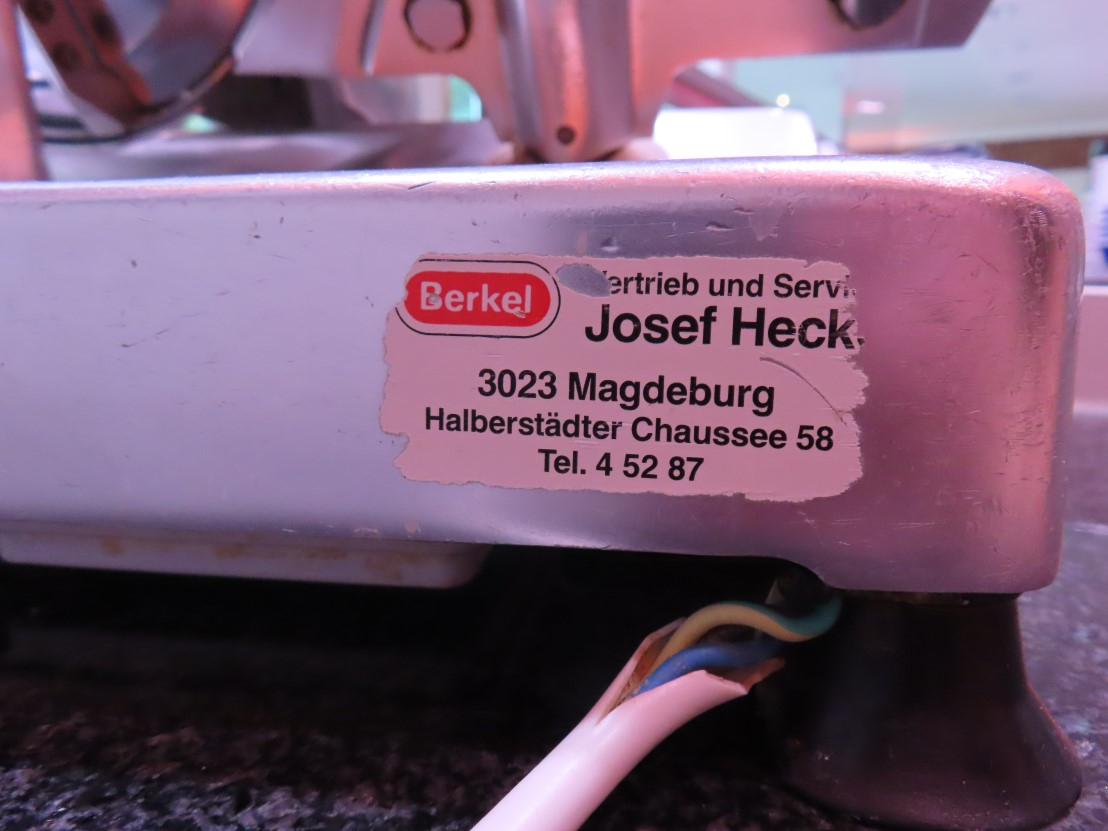 Berkel
ertrieb und Servi
Josef Heck
3023 Magdeburg
Halberstädter Chaussee 58
Tel. 4 52 87